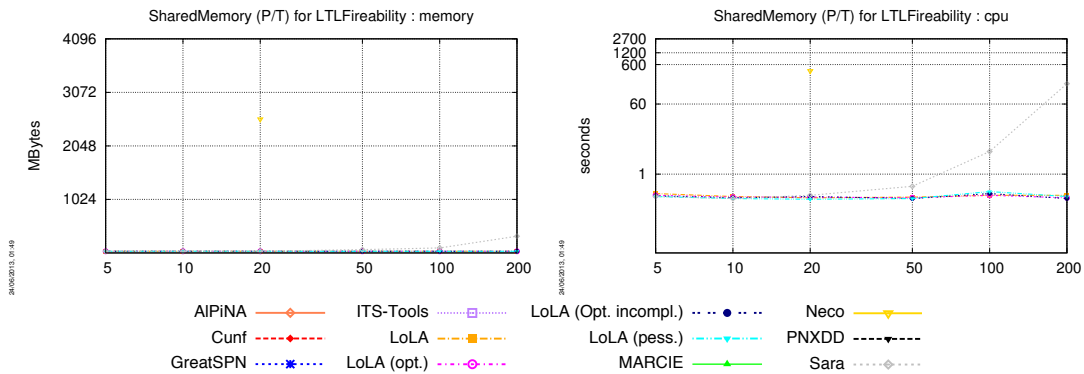 SharedMemory (P/T) for LTLFireability : memory
4096
3072
2048
1024
MBytes
5 10 20 50 100 200
24/06/2013, 01:49
SharedMemory (P/T) for LTLFireability : cpu
2700
1200
600
60
1
seconds
5 10 20 50 100 200
24/06/2013, 01:49
AlPiNA
Cunf
GreatSPN
ITS-Tools
LoLA
LoLA (opt.)
LoLA (Opt. incompl.)
LoLA (pess.)
MARCIE
Neco
PNXDD
Sara